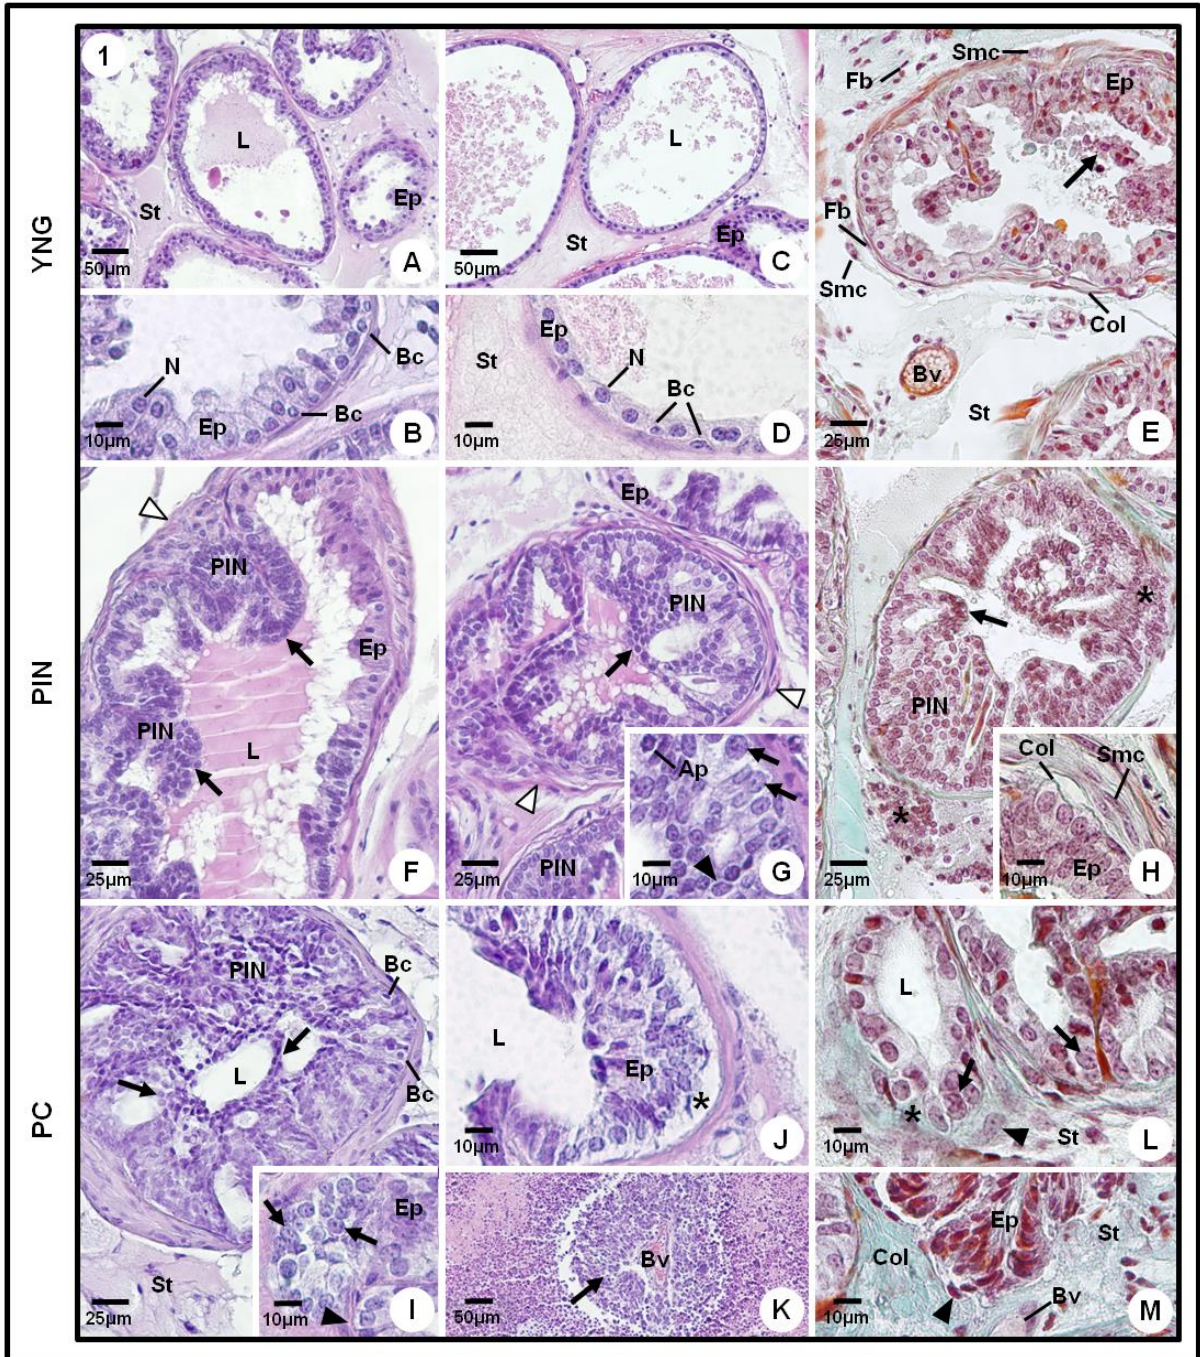 YNG
1
L
Ep
St
50µm
A
L
St
Ep
50µm
C
Smc
Fb
Ep
Fb
Smc
Col
Bv
St
25µm
E
N
Bc
Bc
Ep
10µm
B
Ep
St
N
Bc
10µm
D
PIN
PIN
Ep
PIN
L
25µm
F
Ep
PIN
PIN
25µm
Ap
10µm
G
*
PIN
*
25µm
Col
Smc
Ep
10µm
H
PC
PIN
Bc
L
Bc
St
25µm
Ep
10µm
I
L
Ep
*
10µm
J
Bv
50µm
K
L
*
St
10µm
L
Ep
St
Col
Bv
10µm
M